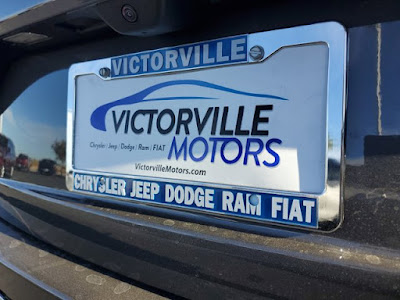 VICTORVILLE
VICTORVILLE
Chrysler / Jeep / Dodge / Ram / FIAT
MOTORS
VictorvilleMotors.com
CHRYSLER JEEP DODGE RAM FIAT